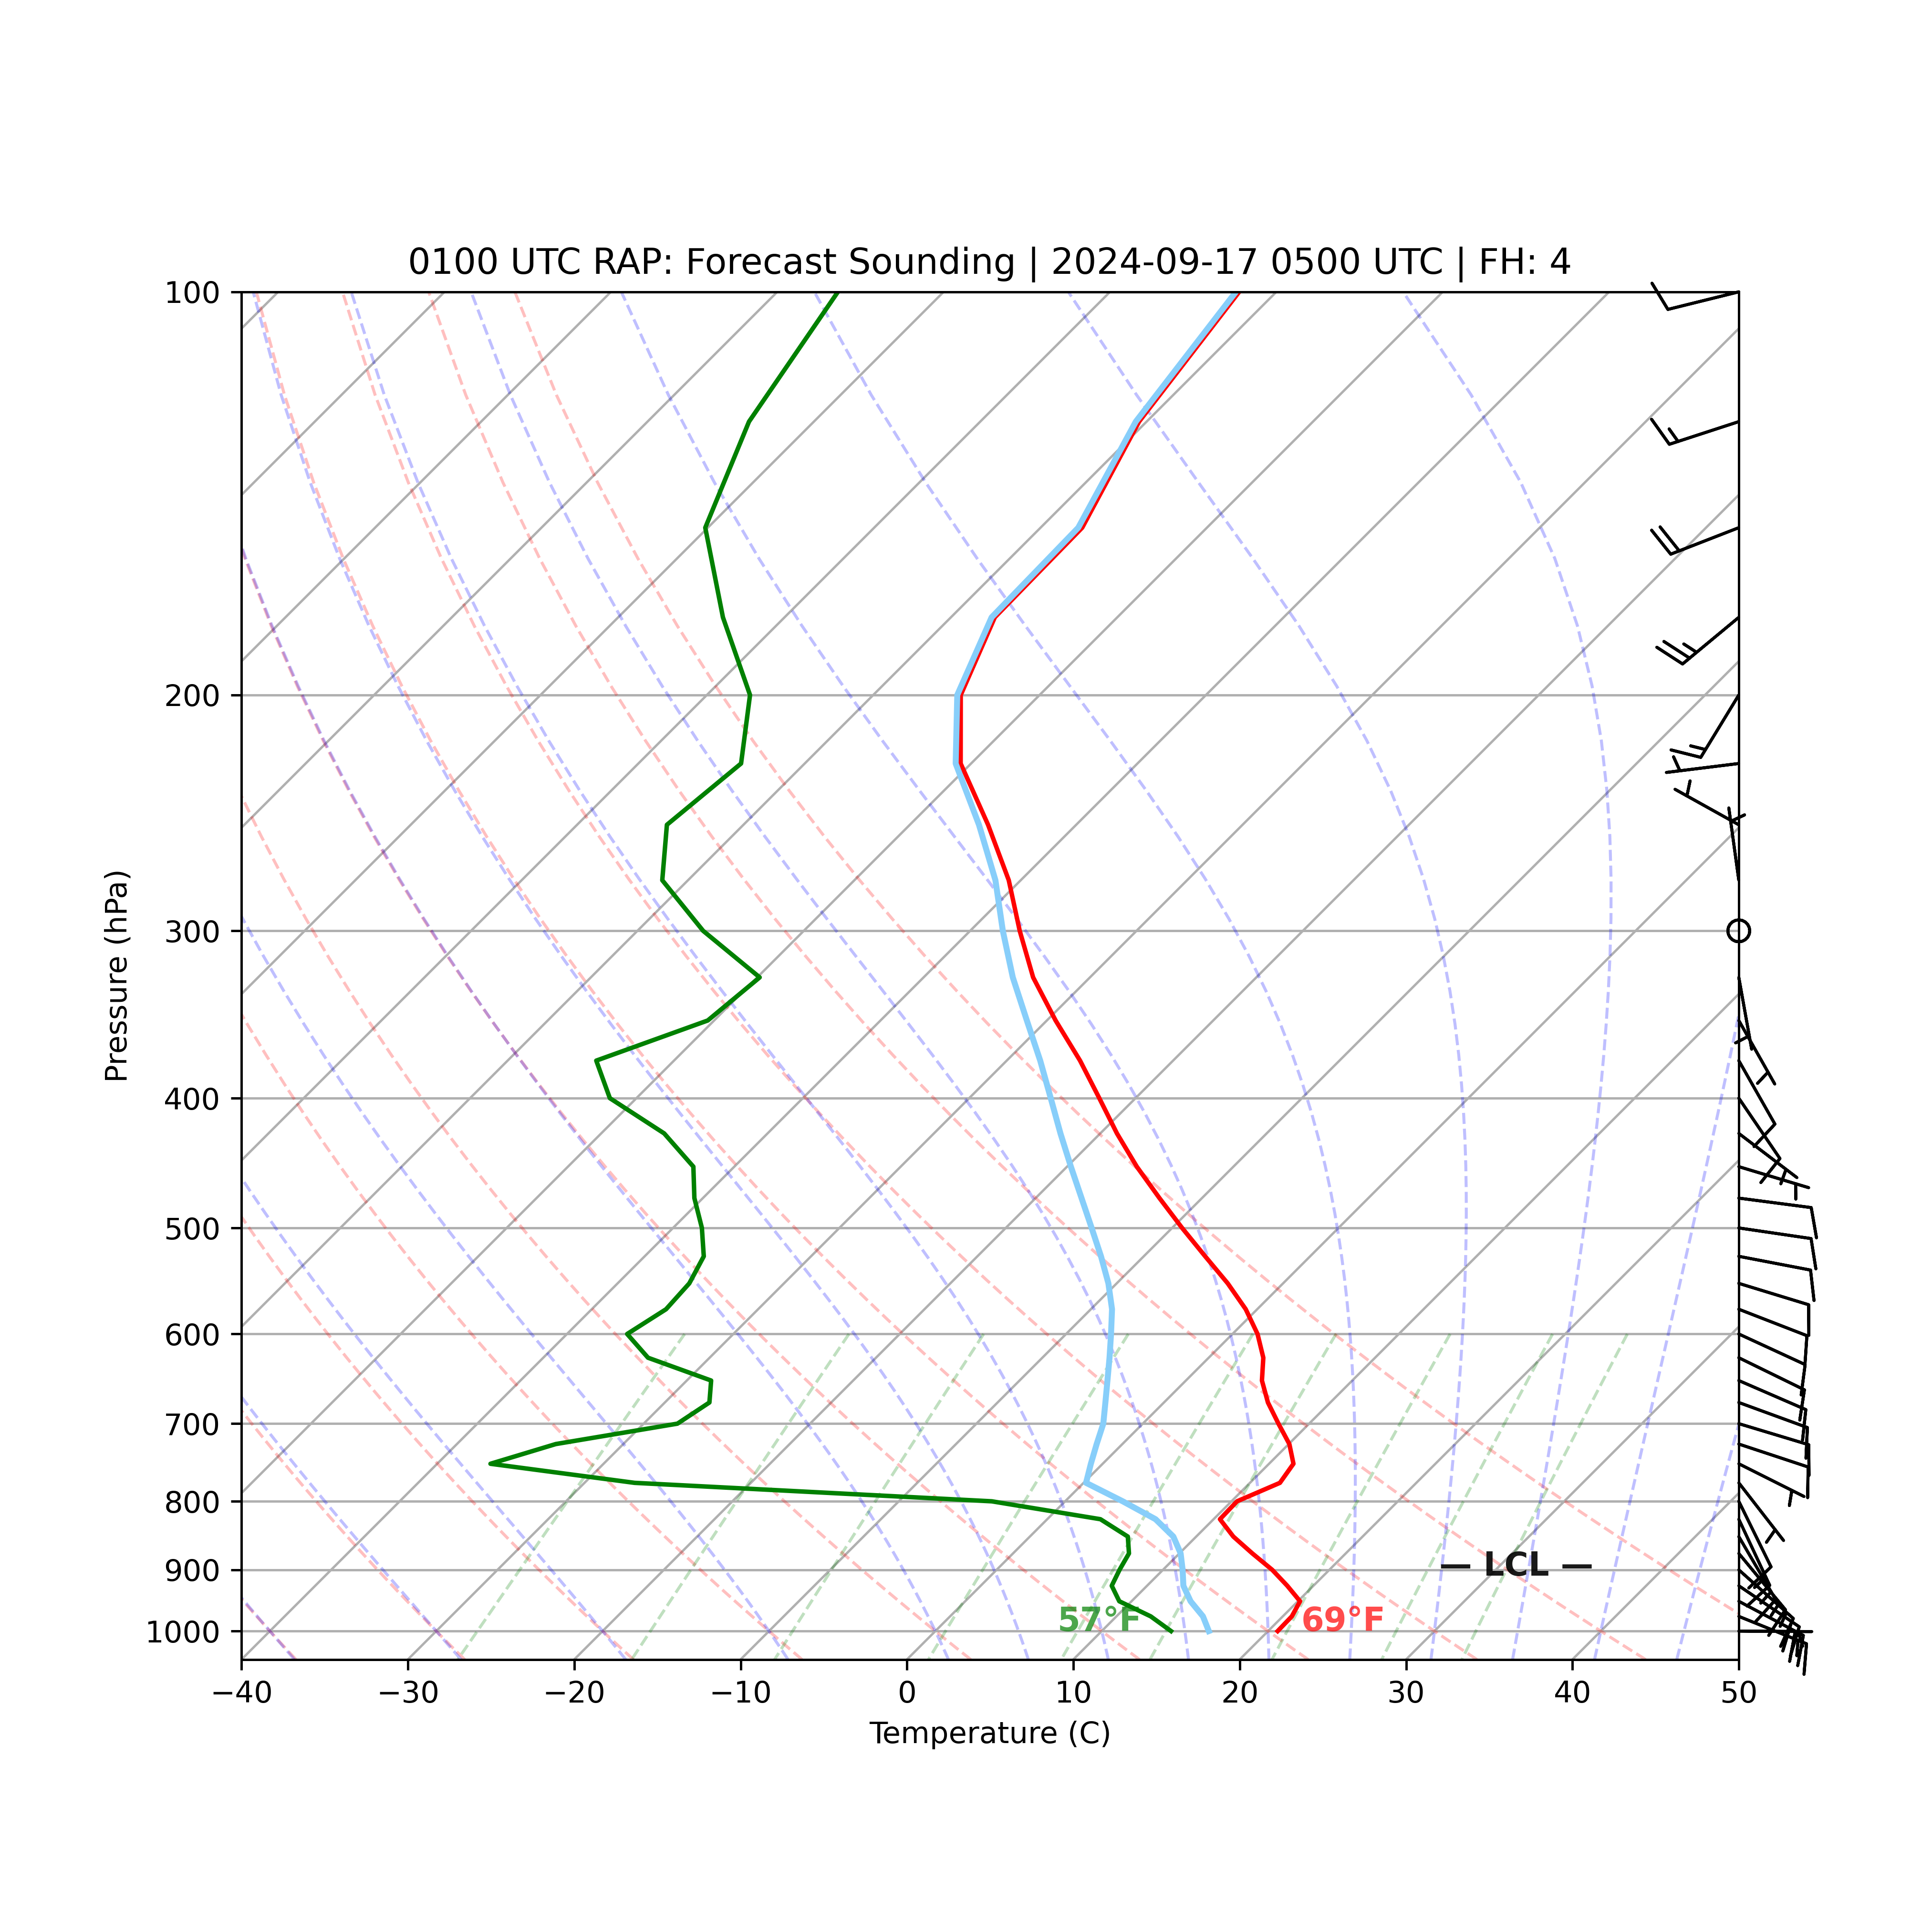 0100 UTC RAP: Forecast Sounding | 2024-09-17 0500 UTC | FH: 4
100
200
300
400
500
600
700
800
900
1000
Pressure (hPa)
— LCL —
57°F
69°F
−40 −30 −20 −10 0 10 20 30 40 50
Temperature (C)